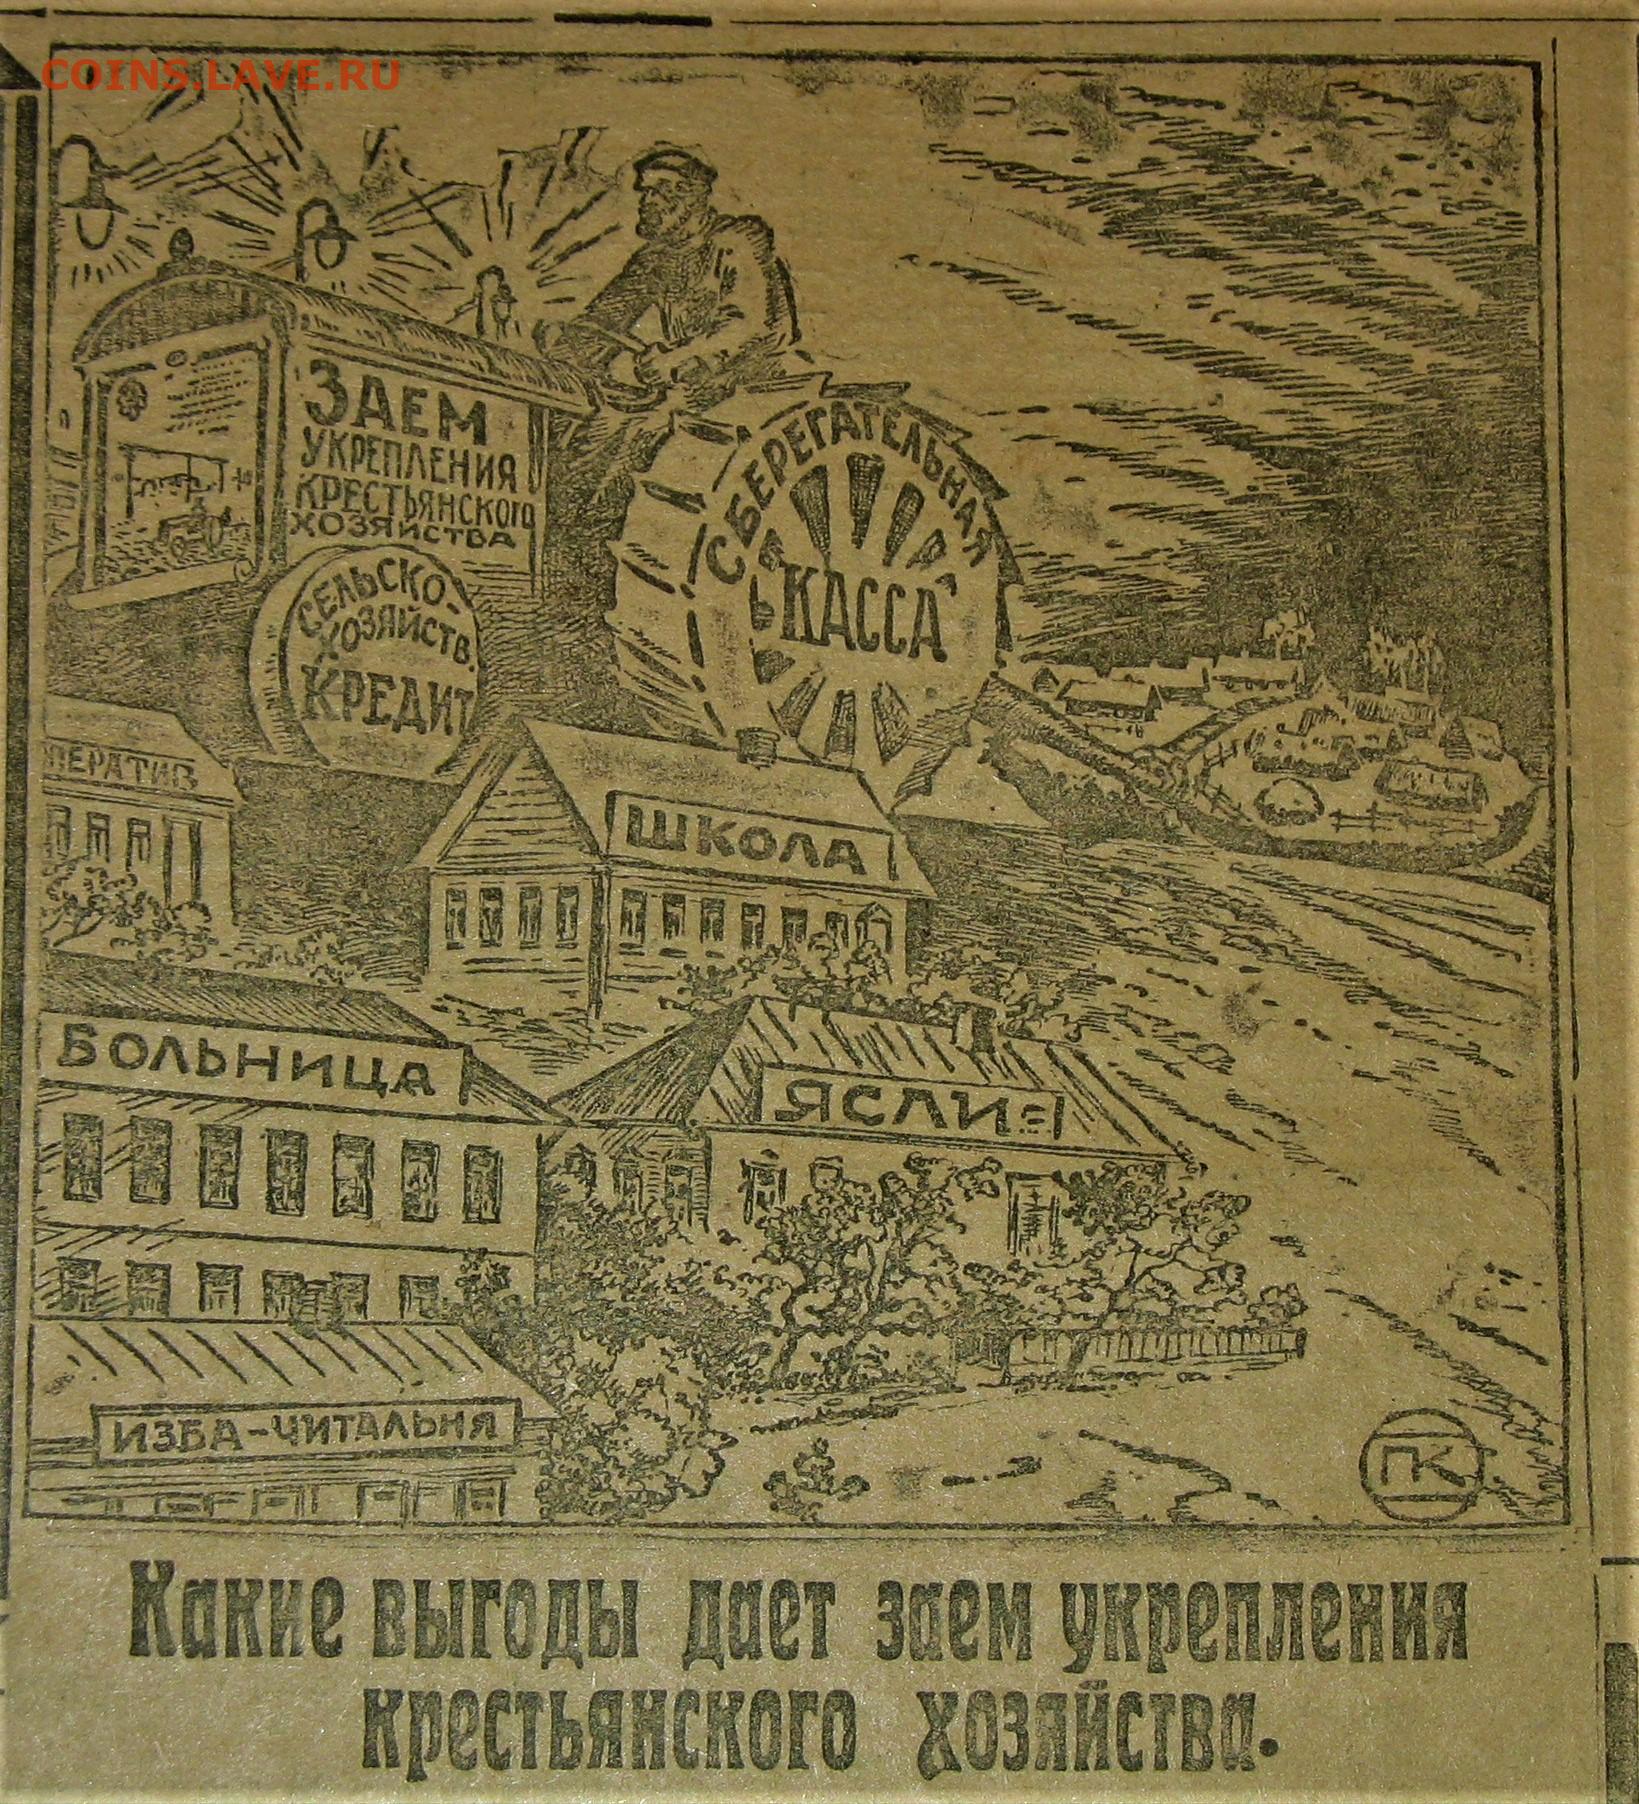 COINS.LAVE.RU
ЗАЕМ
УКРЕПЛЕНИЯ
КРЕСТЬЯНСКОГО
ХОЗЯЙСТВА
СБЕРЕГАТЕЛЬНАЯ
КАССА
СЕЛЬСКО-
ХОЗЯЙСТВ.
КРЕДИТ
ОПЕРАТИВ
ШКОЛА
БОЛЬНИЦА
ЯСЛИ
ИЗБА-ЧИТАЛЬНЯ
ПК
Какие выгоды дает заем укрепления
крестьянского хозяйства.